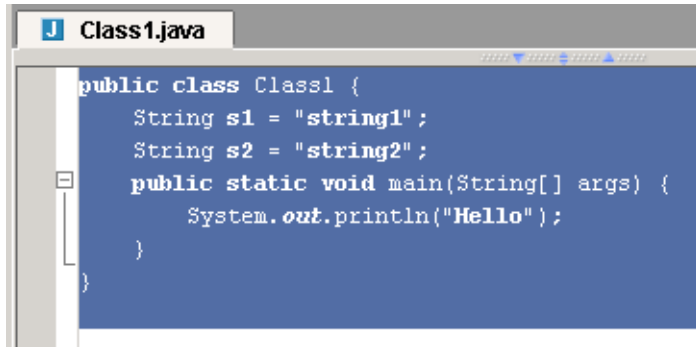 J Class1.java
public class Class1 {
String s1 = "string1";
String s2 = "string2";
public static void main(String[] args) {
System.out.println("Hello");
}
}